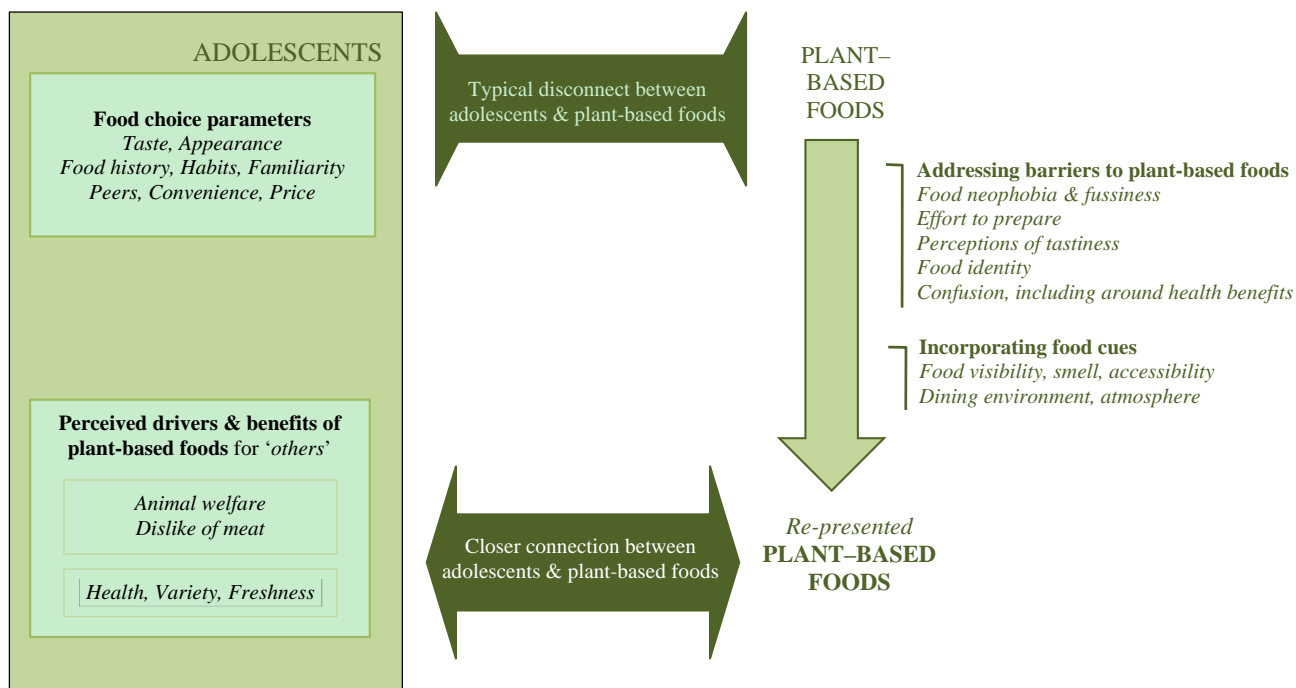 ADOLESCENTS
Food choice parameters
Taste, Appearance
Food history, Habits, Familiarity
Peers, Convenience, Price
Perceived drivers & benefits of
plant-based foods for ‘others’
Animal welfare
Dislike of meat
Health, Variety, Freshness
Typical disconnect between
adolescents & plant-based foods
Closer connection between
adolescents & plant-based foods
PLANT–
BASED
FOODS
Addressing barriers to plant-based foods
Food neophobia & fussiness
Effort to prepare
Perceptions of tastiness
Food identity
Confusion, including around health benefits
Incorporating food cues
Food visibility, smell, accessibility
Dining environment, atmosphere
Re-presented
PLANT–BASED
FOODS